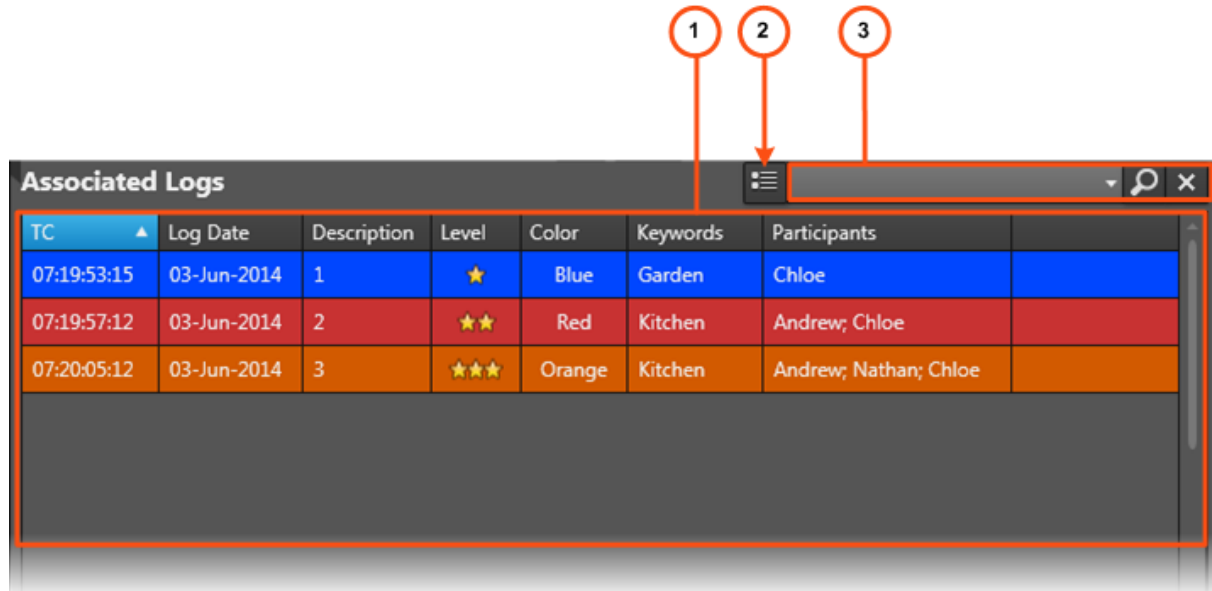 1 2 3
Associated Logs
TC Log Date Description Level Color Keywords Participants
07:19:53:15 03-Jun-2014 1 Blue Garden Chloe
07:19:57:12 03-Jun-2014 2 Red Kitchen Andrew; Chloe
07:20:05:12 03-Jun-2014 3 Orange Kitchen Andrew; Nathan; Chloe